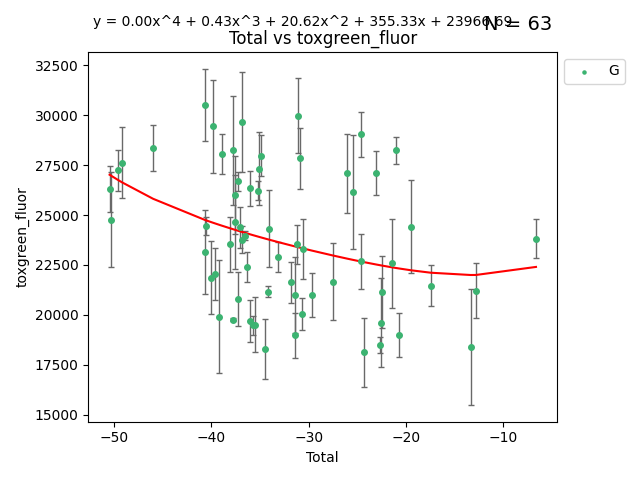 y = 0.00x^4 + 0.43x^3 + 20.62x^2 + 355.33x + 23966.69
N = 63
Total vs toxgreen_fluor
G
32500
30000
27500
25000
22500
20000
17500
15000
toxgreen_fluor
−50 −40 −30 −20 −10
Total